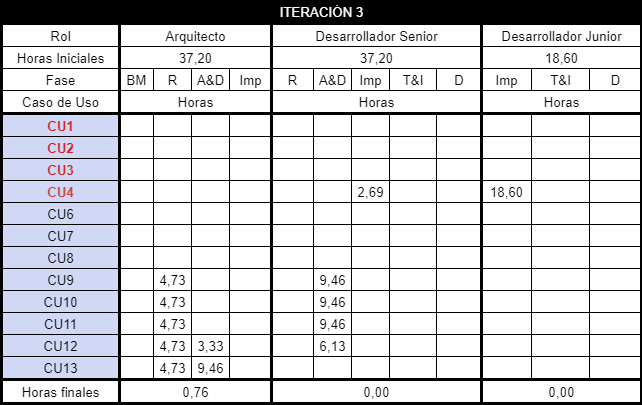 ITERACIÓN 3
Rol Arquitecto Desarrollador Senior Desarrollador Junior
Horas Iniciales 37,20 37,20 18,60
Fase BM R A&D Imp R A&D Imp T&I D Imp T&I D
Caso de Uso Horas Horas Horas
CU1
CU2
CU3
CU4 2,69 18,60
CU6
CU7
CU8
CU9 4,73 9,46
CU10 4,73 9,46
CU11 4,73 9,46
CU12 4,73 3,33 6,13
CU13 4,73 9,46
Horas finales 0,76 0,00 0,00